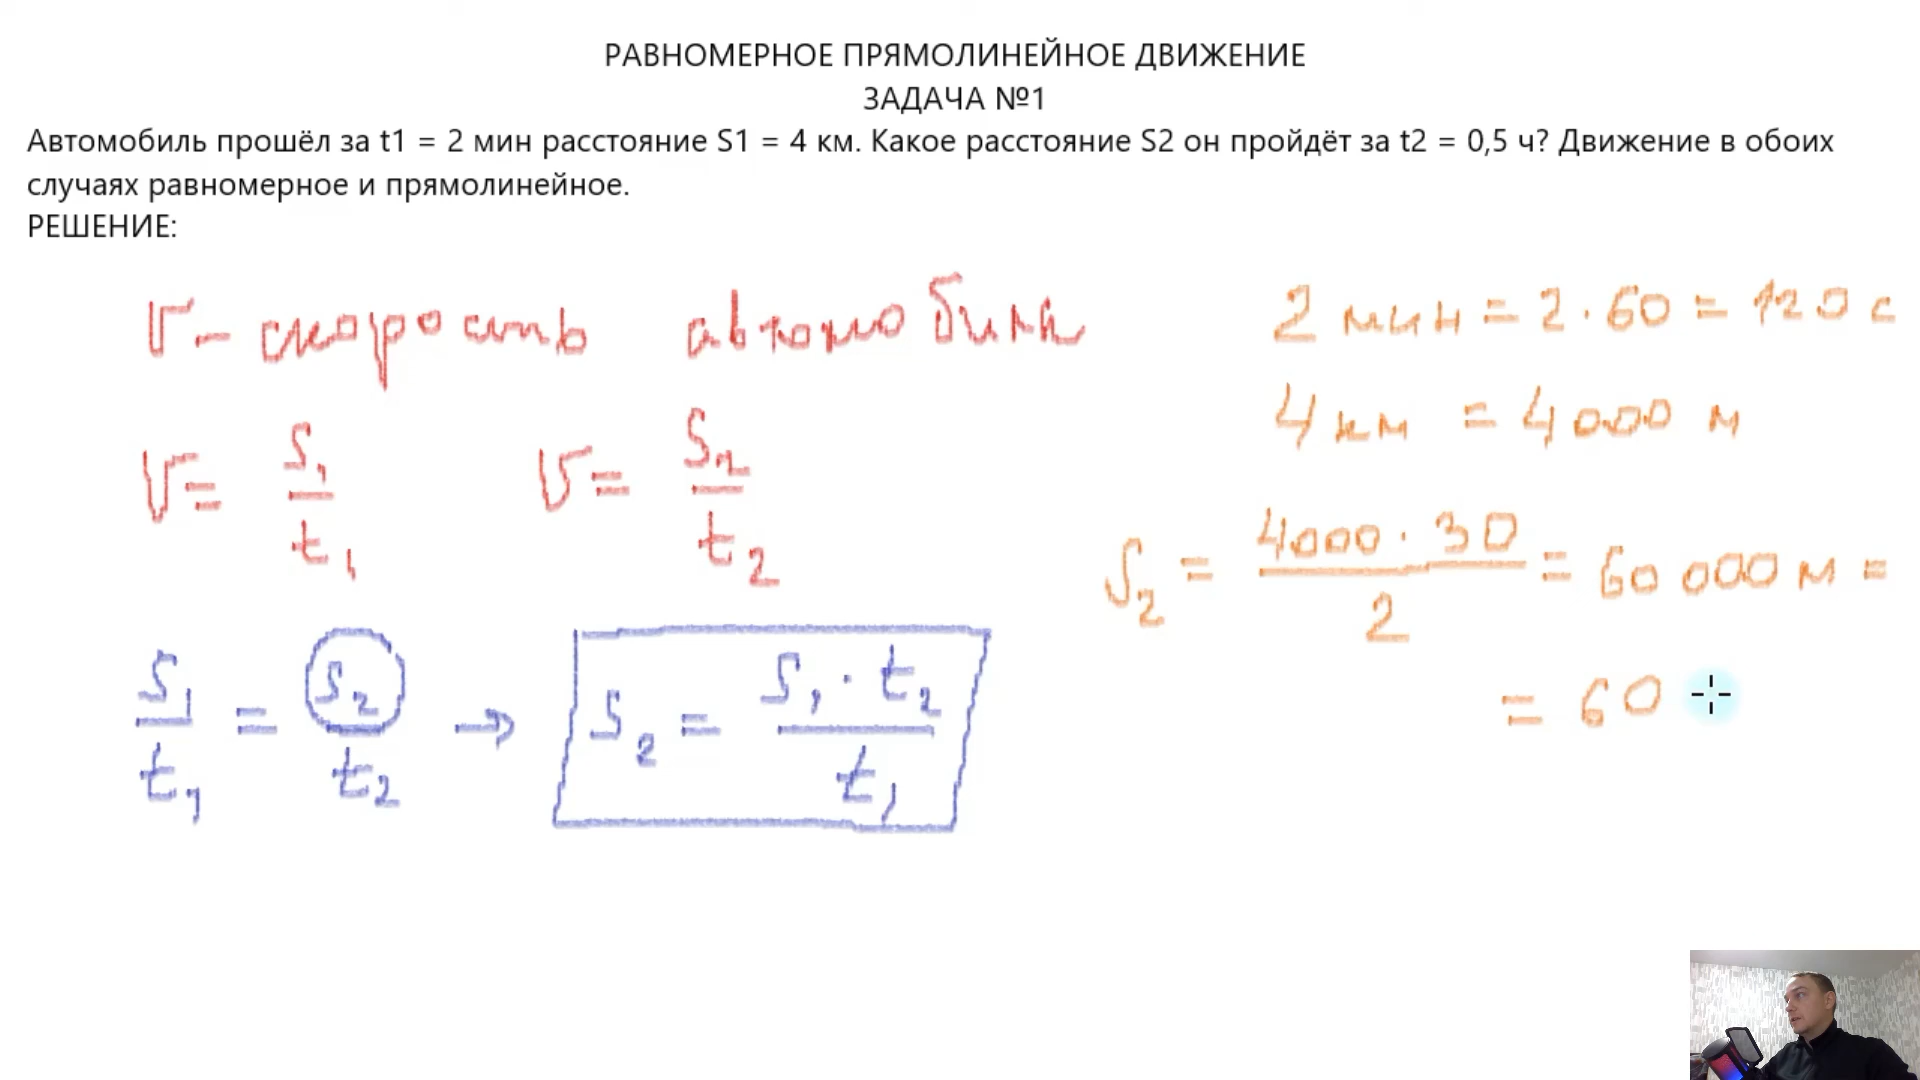 РАВНОМЕРНОЕ ПРЯМОЛИНЕЙНОЕ ДВИЖЕНИЕ
ЗАДАЧА №1
Автомобиль прошёл за t1 = 2 мин расстояние S1 = 4 км. Какое расстояние S2 он пройдёт за t2 = 0,5 ч? Движение в обоих
случаях равномерное и прямолинейное.
РЕШЕНИЕ:
V - скорость автомобиля
V = S₁/t₁ V = S₂/t₂
S₁/t₁ = S₂/t₂ → S₂ = S₁ · t₂/t₁
2 мин = 2 · 60 = 120 с
4 км = 4000 м
S₂ = 4000 · 30/2 = 60 000 м =
= 60